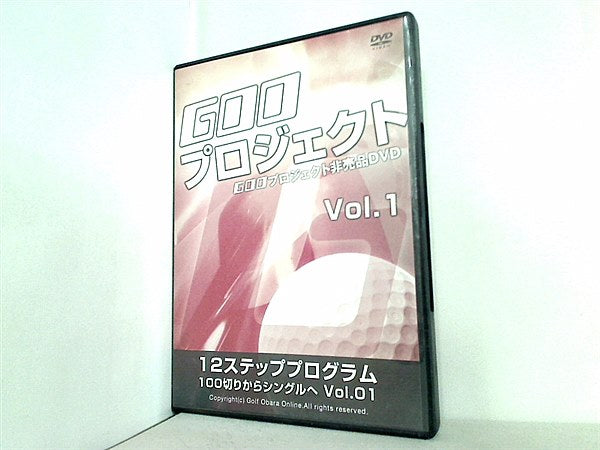 DVD
VIDEO
GOO
プロジェクト
GOOプロジェクト非売品DVD
Vol.1
12ステッププログラム
100切りからシングルへ Vol.01
Copyright(c) Golf Obara Online.All rights reserved.